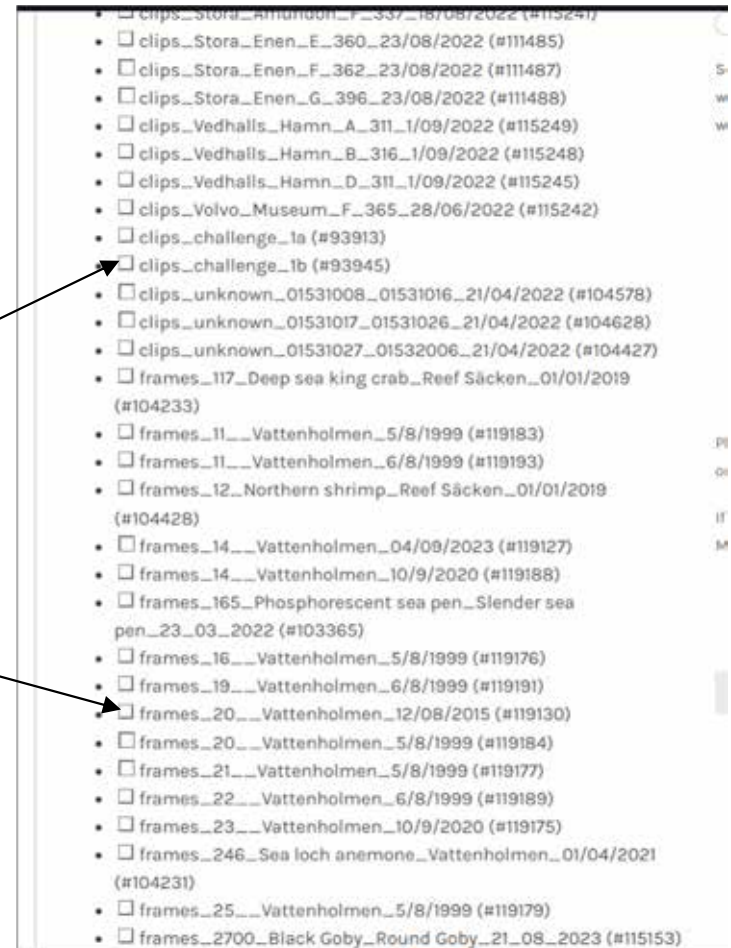 clips_Stora_Amundon_F_337_18/08/2022 (#115241)
clips_Stora_Enen_E_360_23/08/2022 (#111485)
clips_Stora_Enen_F_362_23/08/2022 (#111487)
clips_Stora_Enen_G_396_23/08/2022 (#111488)
clips_Vedhalls_Hamn_A_311_1/09/2022 (#115249)
clips_Vedhalls_Hamn_B_316_1/09/2022 (#115248)
clips_Vedhalls_Hamn_D_311_1/09/2022 (#115245)
clips_Volvo_Museum_F_365_28/06/2022 (#115242)
clips_challenge_1a (#93913)
clips_challenge_1b (#93945)
clips_unknown_01531008_01531016_21/04/2022 (#104578)
clips_unknown_01531017_01531026_21/04/2022 (#104628)
clips_unknown_01531027_01532006_21/04/2022 (#104427)
frames_117_Deep sea king crab_Reef Säcken_01/01/2019
(#104233)
frames_11__Vattenholmen_5/8/1999 (#119183)
frames_11__Vattenholmen_6/8/1999 (#119193)
frames_12_Northern shrimp_Reef Säcken_01/01/2019
(#104428)
frames_14__Vattenholmen_04/09/2023 (#119127)
frames_14__Vattenholmen_10/9/2020 (#119188)
frames_165_Phosphorescent sea pen_Slender sea
pen_23_03_2022 (#103365)
frames_16__Vattenholmen_5/8/1999 (#119176)
frames_19__Vattenholmen_6/8/1999 (#119191)
frames_20__Vattenholmen_12/08/2015 (#119130)
frames_20__Vattenholmen_5/8/1999 (#119184)
frames_21__Vattenholmen_5/8/1999 (#119177)
frames_22__Vattenholmen_6/8/1999 (#119189)
frames_23__Vattenholmen_10/9/2020 (#119175)
frames_246_Sea loch anemone_Vattenholmen_01/04/2021
(#104231)
frames_25__Vattenholmen_5/8/1999 (#119179)
frames_2700_Black Goby_Round Goby_21_08_2023 (#115153)